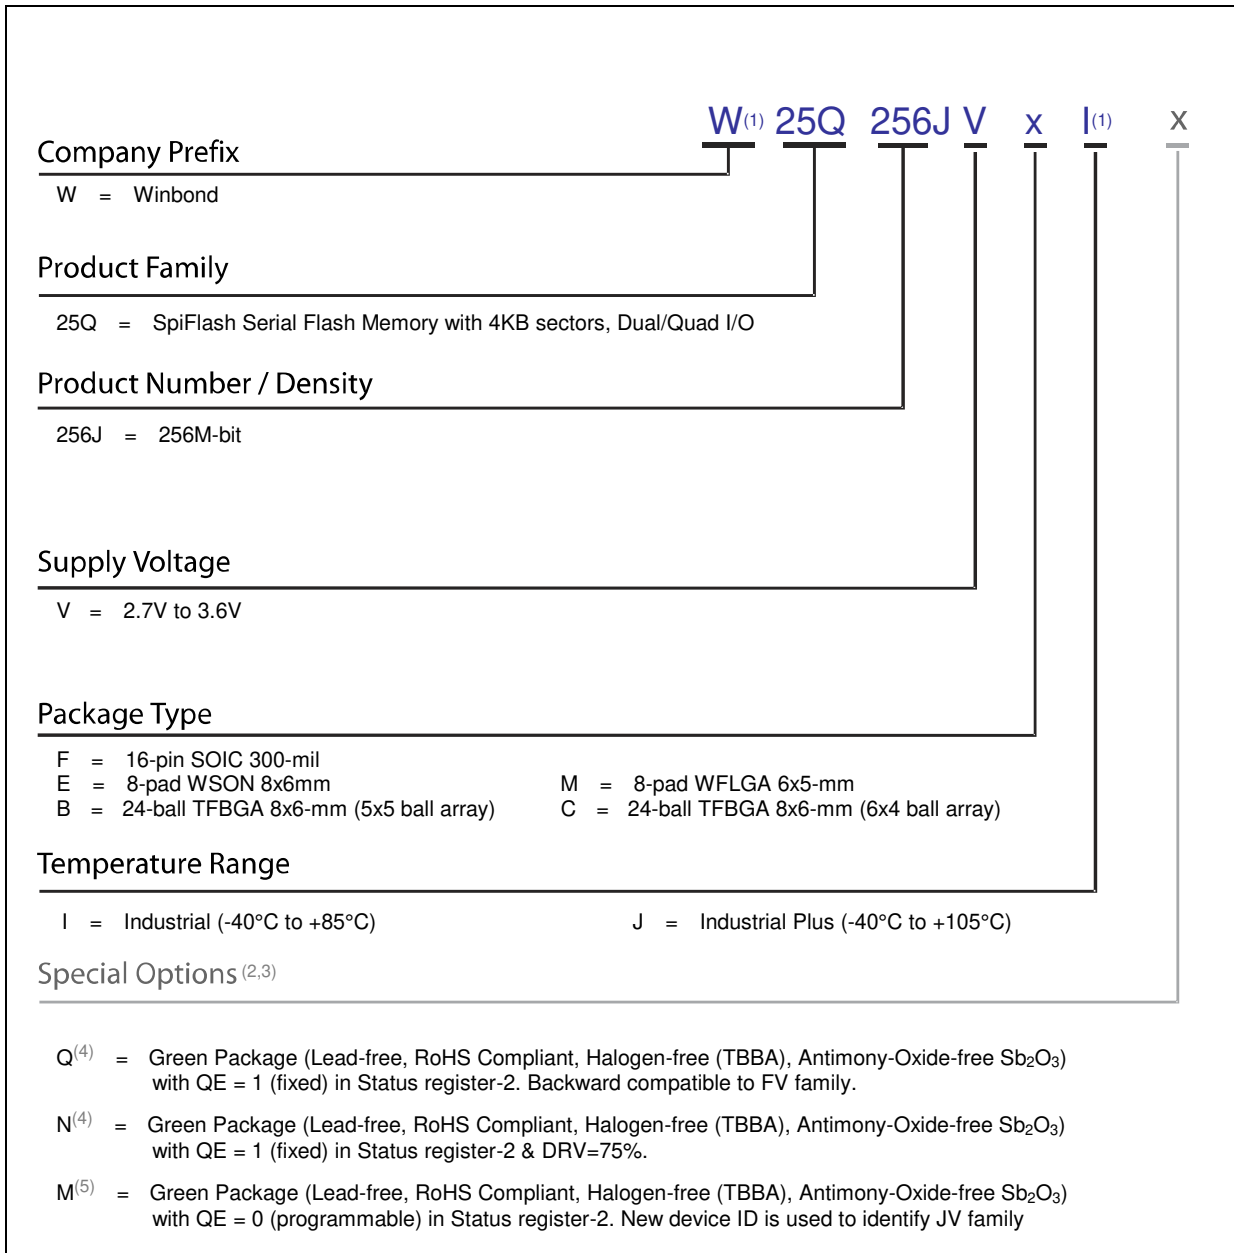 W(1) 25Q 256J V x I(1) x
Company Prefix
W = Winbond
Product Family
25Q = SpiFlash Serial Flash Memory with 4KB sectors, Dual/Quad I/O
Product Number / Density
256J = 256M-bit
Supply Voltage
V = 2.7V to 3.6V
Package Type
F = 16-pin SOIC 300-mil
E = 8-pad WSON 8x6mm M = 8-pad WFLGA 6x5-mm
B = 24-ball TFBGA 8x6-mm (5x5 ball array) C = 24-ball TFBGA 8x6-mm (6x4 ball array)
Temperature Range
I = Industrial (-40°C to +85°C) J = Industrial Plus (-40°C to +105°C)
Special Options (2,3)
Q(4) = Green Package (Lead-free, RoHS Compliant, Halogen-free (TBBA), Antimony-Oxide-free Sb₂O₃)
with QE = 1 (fixed) in Status register-2. Backward compatible to FV family.
N(4) = Green Package (Lead-free, RoHS Compliant, Halogen-free (TBBA), Antimony-Oxide-free Sb₂O₃)
with QE = 1 (fixed) in Status register-2 & DRV=75%.
M(5) = Green Package (Lead-free, RoHS Compliant, Halogen-free (TBBA), Antimony-Oxide-free Sb₂O₃)
with QE = 0 (programmable) in Status register-2. New device ID is used to identify JV family